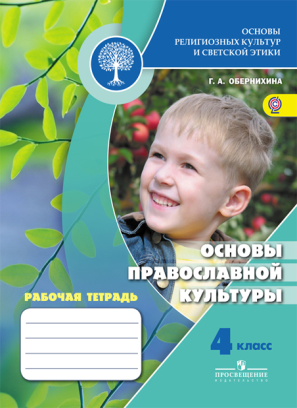 ОСНОВЫ
РЕЛИГИОЗНЫХ КУЛЬТУР
И СВЕТСКОЙ ЭТИКИ
Г. А. ОБЕРНИХИНА
ОСНОВЫ
ПРАВОСЛАВНОЙ
КУЛЬТУРЫ
РАБОЧАЯ ТЕТРАДЬ
4 класс
ПРОСВЕЩЕНИЕ
ИЗДАТЕЛЬСТВО